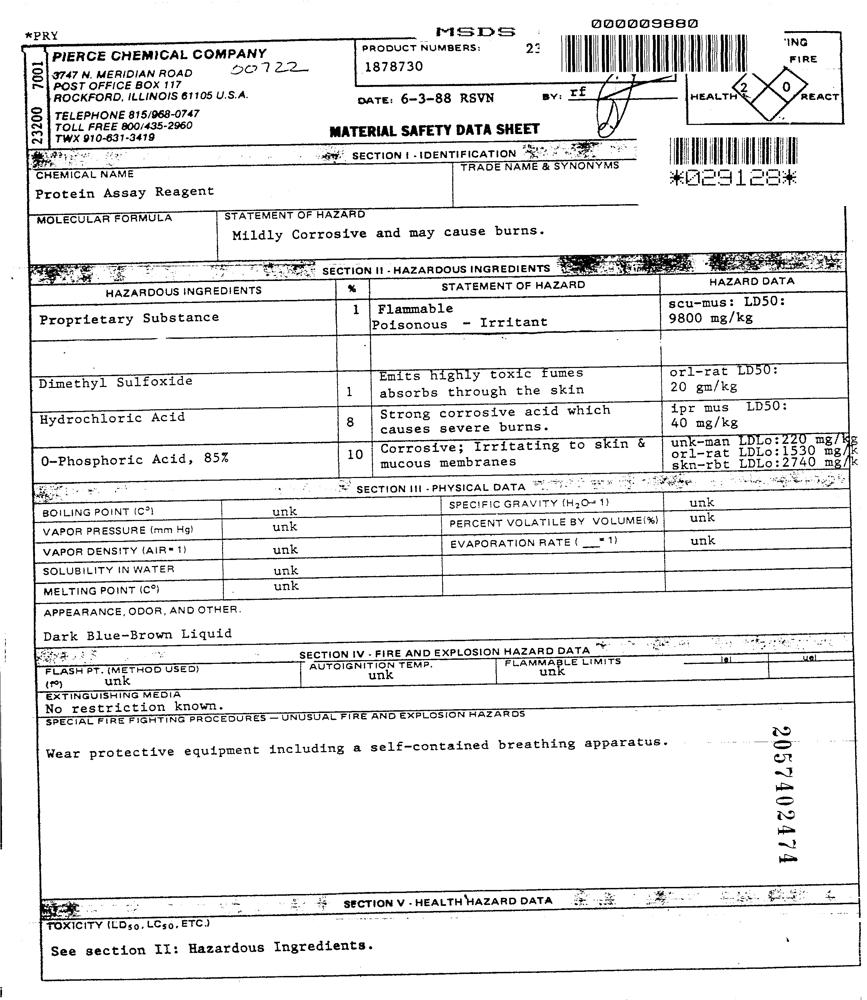 *PRY
MSDS
000009880
23200 7001
PIERCE CHEMICAL COMPANY
3747 N. MERIDIAN ROAD
POST OFFICE BOX 117
ROCKFORD, ILLINOIS 61105 U.S.A.
TELEPHONE 815/968-0747
TOLL FREE 800/435-2960
TWX 910-631-3419
00722
PRODUCT NUMBERS: 23
1878730
DATE: 6-3-88 RSVN BY: rf
MATERIAL SAFETY DATA SHEET
ING
FIRE
HEALTH 2 0 REACT
*029128*
SECTION I - IDENTIFICATION
CHEMICAL NAME
Protein Assay Reagent
TRADE NAME & SYNONYMS
MOLECULAR FORMULA
STATEMENT OF HAZARD
Mildly Corrosive and may cause burns.
SECTION II - HAZARDOUS INGREDIENTS
HAZARDOUS INGREDIENTS % STATEMENT OF HAZARD HAZARD DATA
Proprietary Substance 1 Flammable
Poisonous - Irritant
scu-mus: LD50:
9800 mg/kg
Dimethyl Sulfoxide 1 Emits highly toxic fumes
absorbs through the skin
orl-rat LD50:
20 gm/kg
Hydrochloric Acid 8 Strong corrosive acid which
causes severe burns.
ipr mus LD50:
40 mg/kg
O-Phosphoric Acid, 85% 10 Corrosive; Irritating to skin &
mucous membranes
unk-man LDLo:220 mg/kg
orl-rat LDLo:1530 mg/k
skn-rbt LDLo:2740 mg/k
SECTION III - PHYSICAL DATA
BOILING POINT (C°) unk SPECIFIC GRAVITY (H₂O=1) unk
VAPOR PRESSURE (mm Hg) unk PERCENT VOLATILE BY VOLUME(%) unk
VAPOR DENSITY (AIR=1) unk EVAPORATION RATE ( __=1) unk
SOLUBILITY IN WATER unk
MELTING POINT (C°) unk
APPEARANCE, ODOR, AND OTHER.
Dark Blue-Brown Liquid
SECTION IV - FIRE AND EXPLOSION HAZARD DATA
FLASH PT. (METHOD USED)
(f°) unk
AUTOIGNITION TEMP.
unk
FLAMMABLE LIMITS
unk
lel uel
EXTINGUISHING MEDIA
No restriction known.
SPECIAL FIRE FIGHTING PROCEDURES — UNUSUAL FIRE AND EXPLOSION HAZARDS
Wear protective equipment including a self-contained breathing apparatus.
2057402474
SECTION V - HEALTH HAZARD DATA
TOXICITY (LD₅₀, LC₅₀, ETC.)
See section II: Hazardous Ingredients.